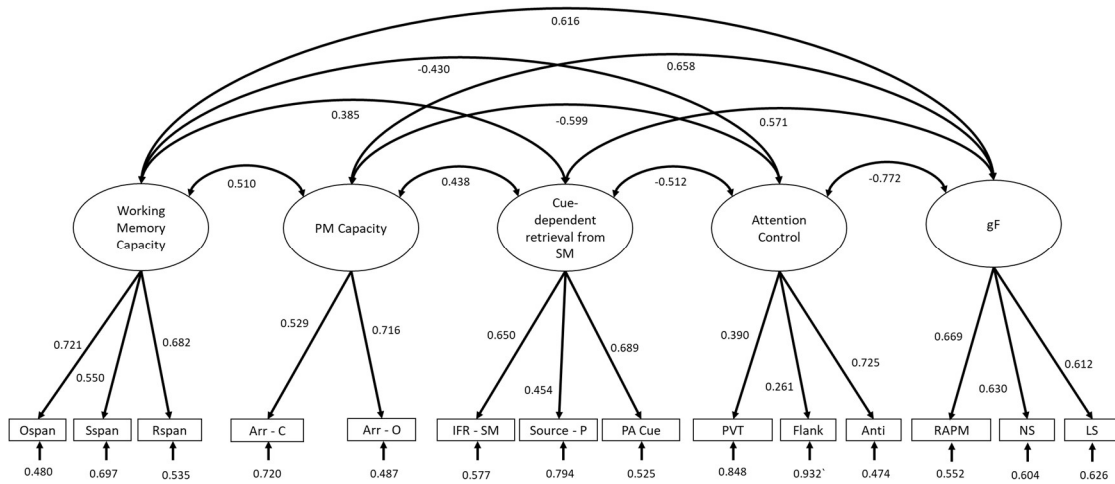 0.616
-0.430
0.658
0.385
-0.599
0.571
0.510
0.438
-0.512
-0.772
Working
Memory
Capacity
PM Capacity
Cue-
dependent
retrieval from
SM
Attention
Control
gF
0.721
0.550
0.682
0.529
0.716
0.650
0.454
0.689
0.390
0.261
0.725
0.669
0.630
0.612
Ospan
Sspan
Rspan
Arr - C
Arr - O
IFR - SM
Source - P
PA Cue
PVT
Flank
Anti
RAPM
NS
LS
0.480
0.697
0.535
0.720
0.487
0.577
0.794
0.525
0.848
0.932`
0.474
0.552
0.604
0.626